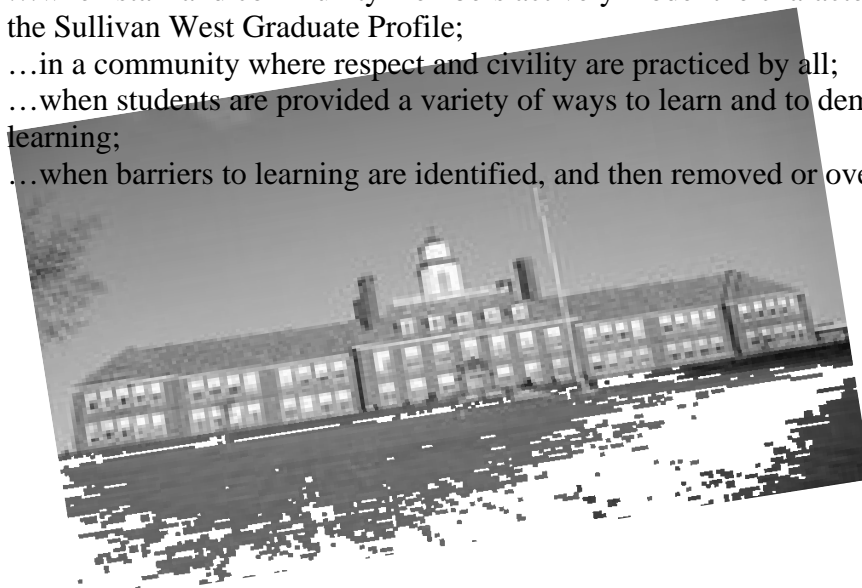 the Sullivan West Graduate Profile;
…in a community where respect and civility are practiced by all;
…when students are provided a variety of ways to learn and to
learning;
…when barriers to learning are identified, and then removed or